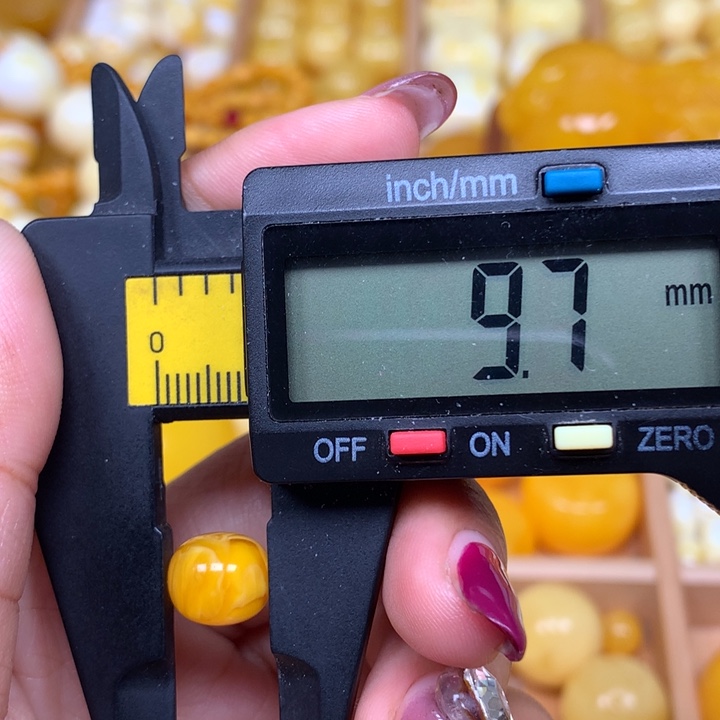 inch/mm
9.7 mm
0
OFF ON ZERO